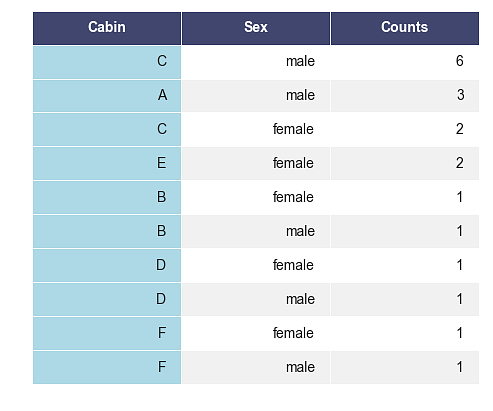 Cabin Sex Counts
C male 6
A male 3
C female 2
E female 2
B female 1
B male 1
D female 1
D male 1
F female 1
F male 1